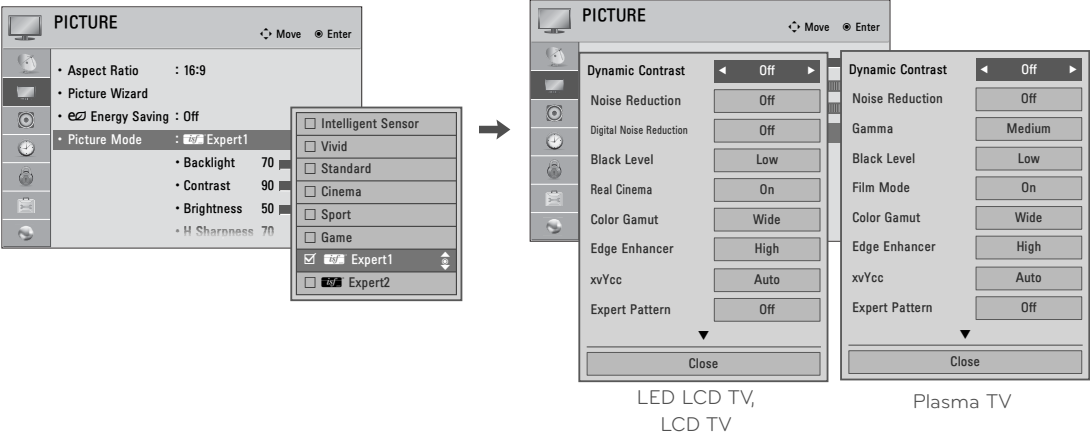 PICTURE
Move Enter
• Aspect Ratio : 16:9
• Picture Wizard
• eco Energy Saving : Off
• Picture Mode : isf Expert1
• Backlight 70
• Contrast 90
• Brightness 50
• H Sharpness 70
Intelligent Sensor
Vivid
Standard
Cinema
Sport
Game
isf Expert1
isf Expert2
PICTURE
Move Enter
Dynamic Contrast ◄ Off ►
Noise Reduction Off
Digital Noise Reduction Off
Black Level Low
Real Cinema On
Color Gamut Wide
Edge Enhancer High
xvYcc Auto
Expert Pattern Off
▼
Close
LED LCD TV,
LCD TV
Dynamic Contrast ◄ Off ►
Noise Reduction Off
Gamma Medium
Black Level Low
Film Mode On
Color Gamut Wide
Edge Enhancer High
xvYcc Auto
Expert Pattern Off
▼
Close
Plasma TV